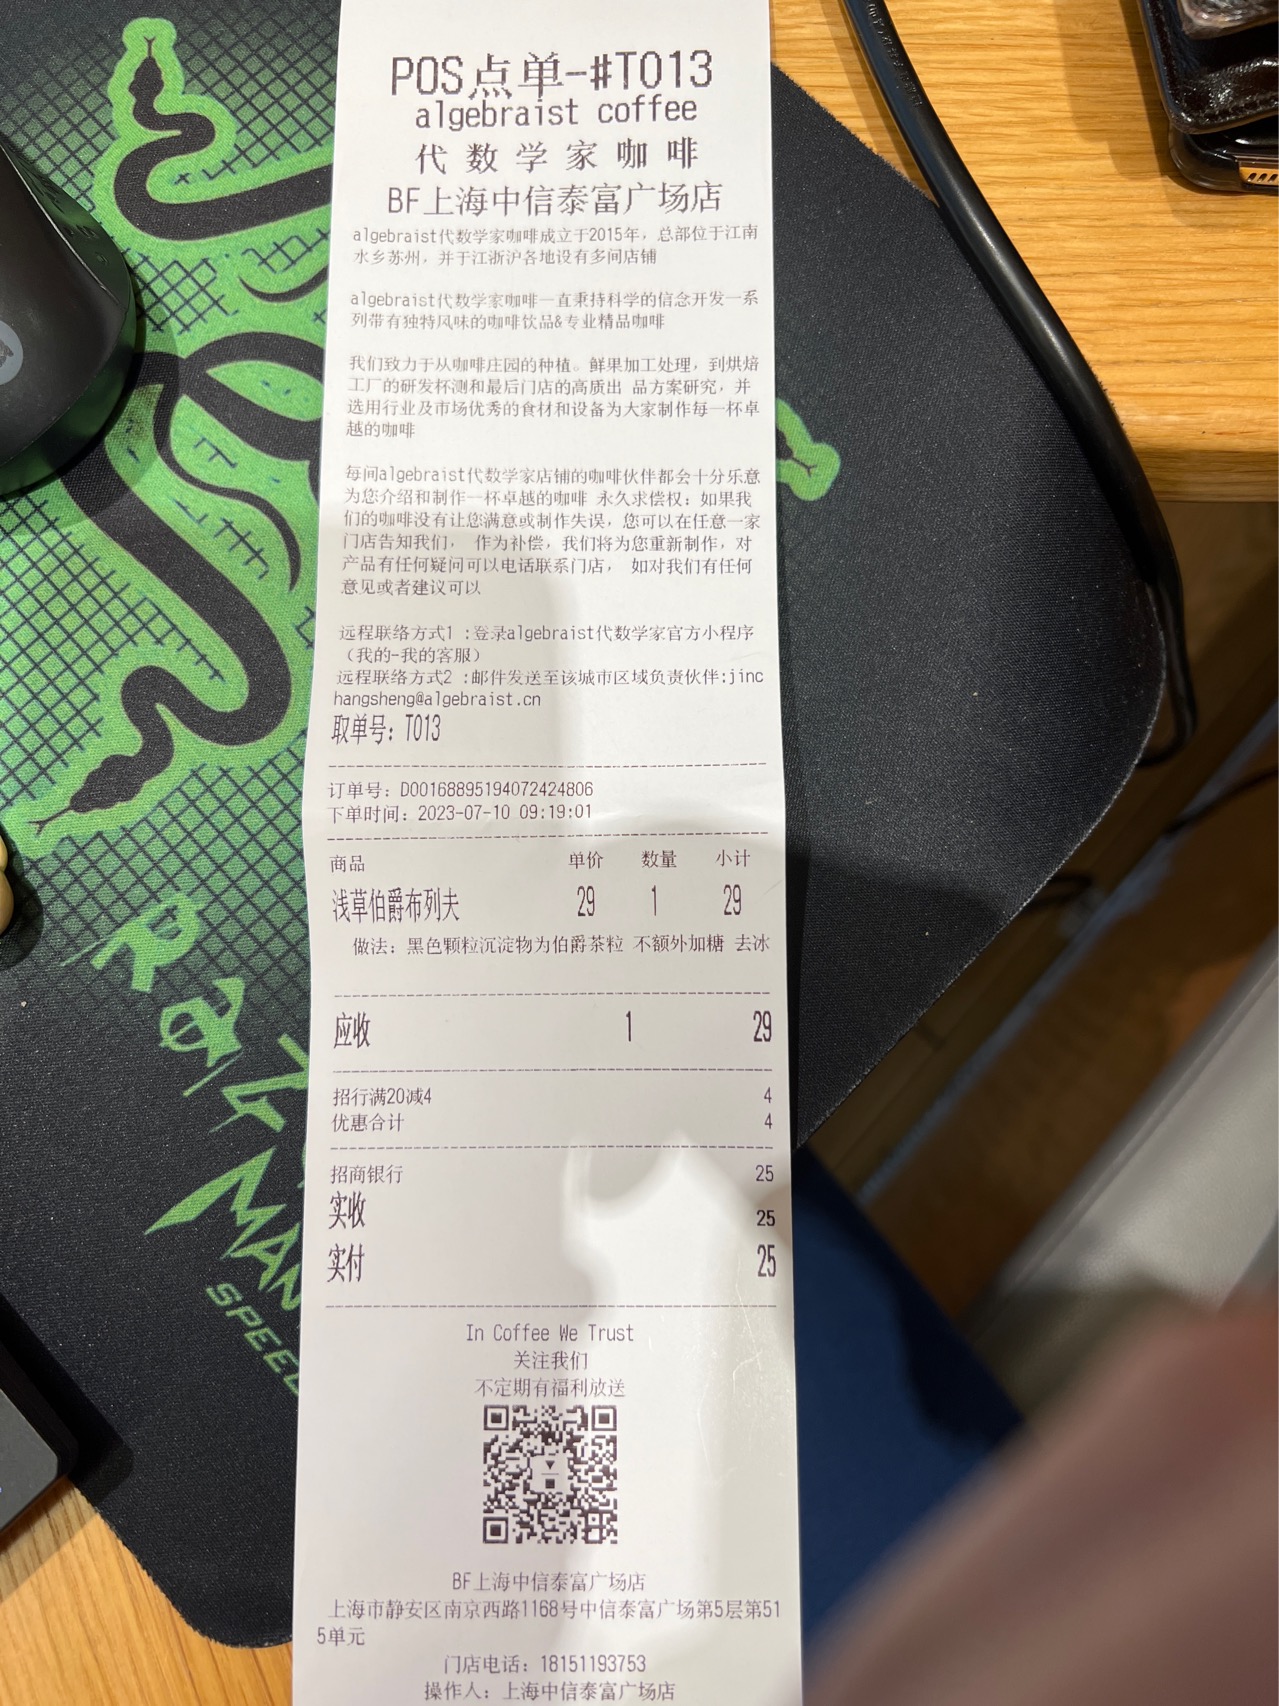 POS点单-#T013
algebraist coffee
代数学家咖啡
BF上海中信泰富广场店
algebraist代数学家咖啡成立于2015年，总部位于江南
水乡苏州，并于江浙沪各地设有多间店铺
algebraist代数学家咖啡一直秉持科学的信念开发一系
列带有独特风味的咖啡饮品&专业精品咖啡
我们致力于从咖啡庄园的种植。鲜果加工处理，到烘焙
工厂的研发杯测和最后门店的高质出 品方案研究，并
选用行业及市场优秀的食材和设备为大家制作每一杯卓
越的咖啡
每间algebraist代数学家店铺的咖啡伙伴都会十分乐意
为您介绍和制作一杯卓越的咖啡 永久求偿权：如果我
们的咖啡没有让您满意或制作失误，您可以在任意一家
门店告知我们， 作为补偿，我们将为您重新制作，对
产品有任何疑问可以电话联系门店， 如对我们有任何
意见或者建议可以
远程联络方式1 :登录algebraist代数学家官方小程序
（我的-我的客服）
远程联络方式2 :邮件发送至该城市区域负责伙伴:jinc
hangsheng@algebraist.cn
取单号：T013
订单号：D00168895194072424806
下单时间：2023-07-10 09:19:01
商品 单价 数量 小计
浅草伯爵布列夫 29 1 29
做法：黑色颗粒沉淀物为伯爵茶粒 不额外加糖 去冰
应收 1 29
招行满20减4 4
优惠合计 4
招商银行 25
实收 25
实付 25
In Coffee We Trust
关注我们
不定期有福利放送
BF上海中信泰富广场店
上海市静安区南京西路1168号中信泰富广场第5层第51
5单元
门店电话：18151193753
操作人：上海中信泰富广场店
RaZ
MAN
SPEED